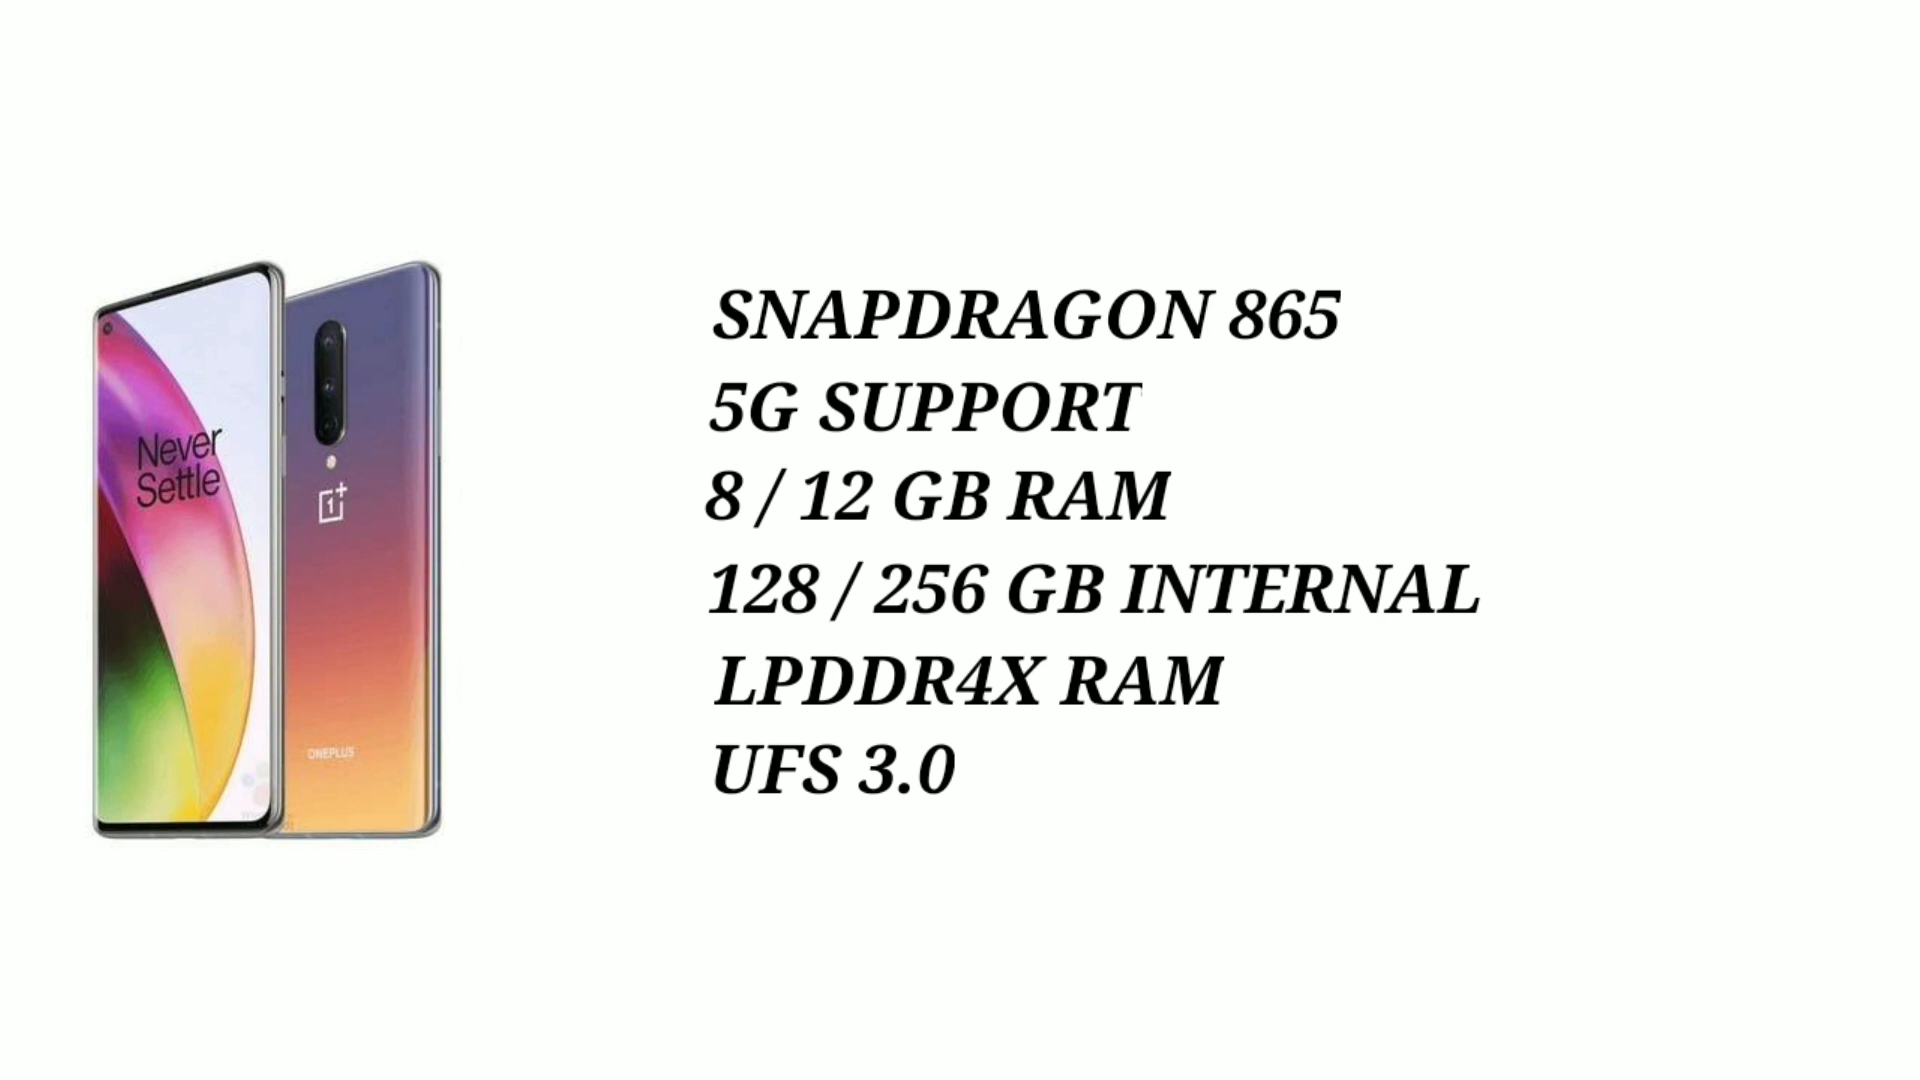 Never
Settle
ONEPLUS
SNAPDRAGON 865
5G SUPPORT
8 / 12 GB RAM
128 / 256 GB INTERNAL
LPDDR4X RAM
UFS 3.0